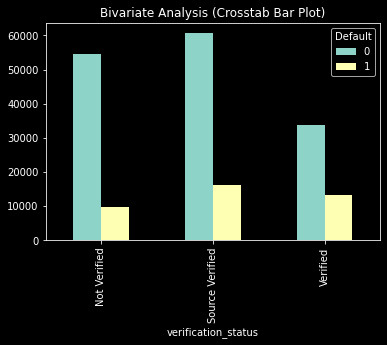 Bivariate Analysis (Crosstab Bar Plot)
Default
0
1
60000
50000
40000
30000
20000
10000
0
Not Verified
Source Verified
Verified
verification_status